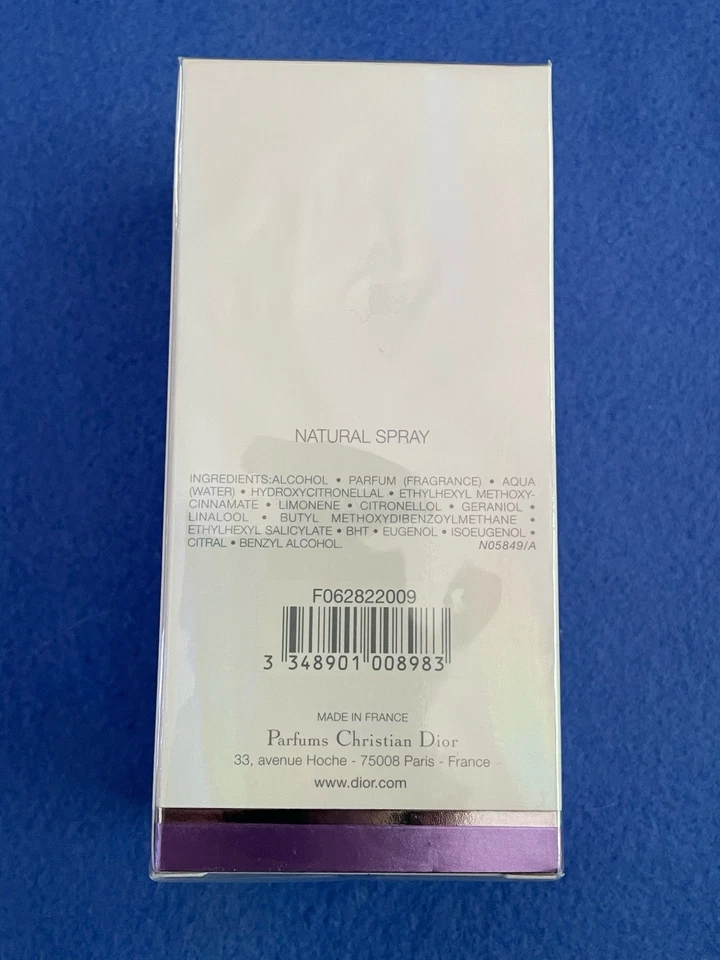 NATURAL SPRAY
INGREDIENTS:ALCOHOL • PARFUM (FRAGRANCE) • AQUA
(WATER) • HYDROXYCITRONELLAL • ETHYLHEXYL METHOXY-
CINNAMATE • LIMONENE • CITRONELLOL • GERANIOL •
LINALOOL • BUTYL METHOXYDIBENZOYLMETHANE •
ETHYLHEXYL SALICYLATE • BHT • EUGENOL • ISOEUGENOL •
CITRAL • BENZYL ALCOHOL. N05849/A
F062822009
3 348901 008983
MADE IN FRANCE
Parfums Christian Dior
33, avenue Hoche - 75008 Paris - France
www.dior.com